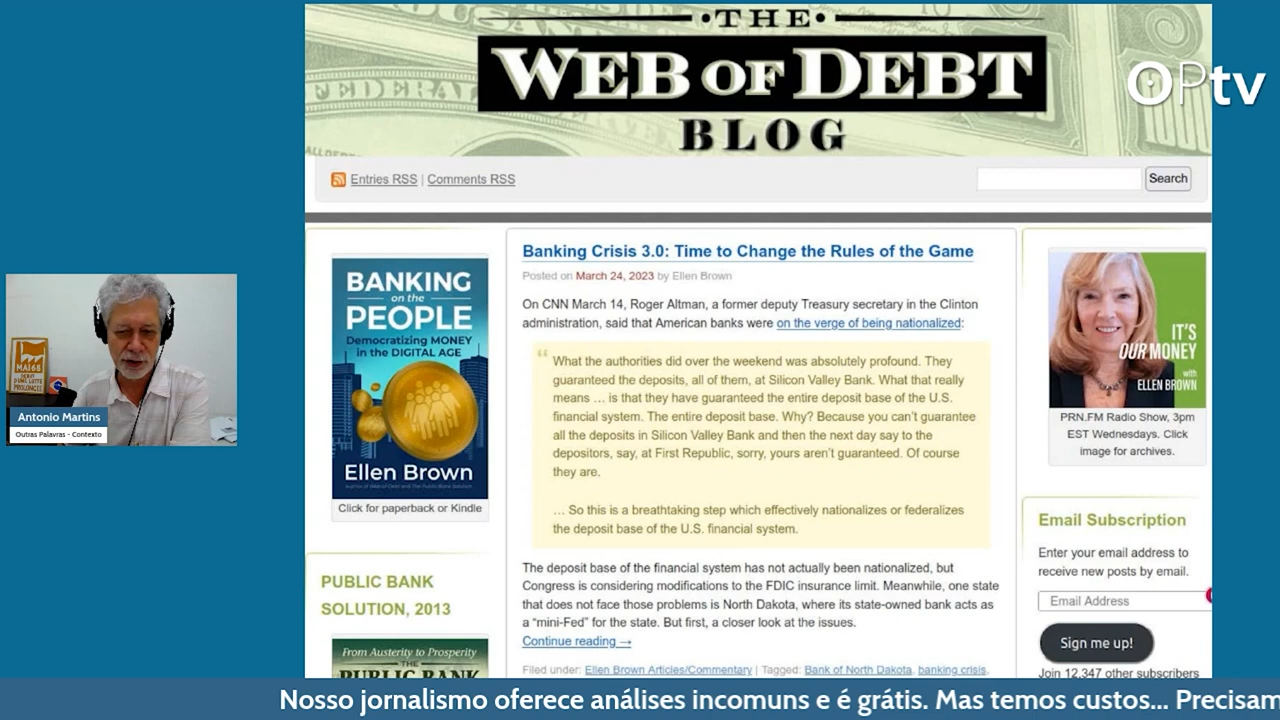 •THE•
WEB OF DEBT
BLOG
OPtv
Entries RSS | Comments RSS
Search
BANKING
on the
PEOPLE
Democratizing MONEY
in the DIGITAL AGE
Ellen Brown
Click for paperback or Kindle
PUBLIC BANK
SOLUTION, 2013
From Austerity to Prosperity
THE
PUBLIC BANK
Banking Crisis 3.0: Time to Change the Rules of the Game
Posted on March 24, 2023 by Ellen Brown
On CNN March 14, Roger Altman, a former deputy Treasury secretary in the Clinton
administration, said that American banks were on the verge of being nationalized:
What the authorities did over the weekend was absolutely profound. They
guaranteed the deposits, all of them, at Silicon Valley Bank. What that really
means … is that they have guaranteed the entire deposit base of the U.S.
financial system. The entire deposit base. Why? Because you can’t guarantee
all the deposits in Silicon Valley Bank and then the next day say to the
depositors, say, at First Republic, sorry, yours aren’t guaranteed. Of course
they are.
… So this is a breathtaking step which effectively nationalizes or federalizes
the deposit base of the U.S. financial system.
The deposit base of the financial system has not actually been nationalized, but
Congress is considering modifications to the FDIC insurance limit. Meanwhile, one state
that does not face those problems is North Dakota, where its state-owned bank acts as
a “mini-Fed” for the state. But first, a closer look at the issues.
Continue reading →
Filed under: Ellen Brown Articles/Commentary | Tagged: Bank of North Dakota, banking crisis,
IT'S
OUR MONEY
with
ELLEN BROWN
PRN.FM Radio Show, 3pm
EST Wednesdays. Click
image for archives.
Email Subscription
Enter your email address to
receive new posts by email.
Email Address
Sign me up!
Join 12,347 other subscribers
MAI 68
DEBUT
D'UNE LUTTE
PROLONGEE
Antonio Martins
Outras Palavras - Contexto
Nosso jornalismo oferece análises incomuns e é grátis. Mas temos custos... Precisam